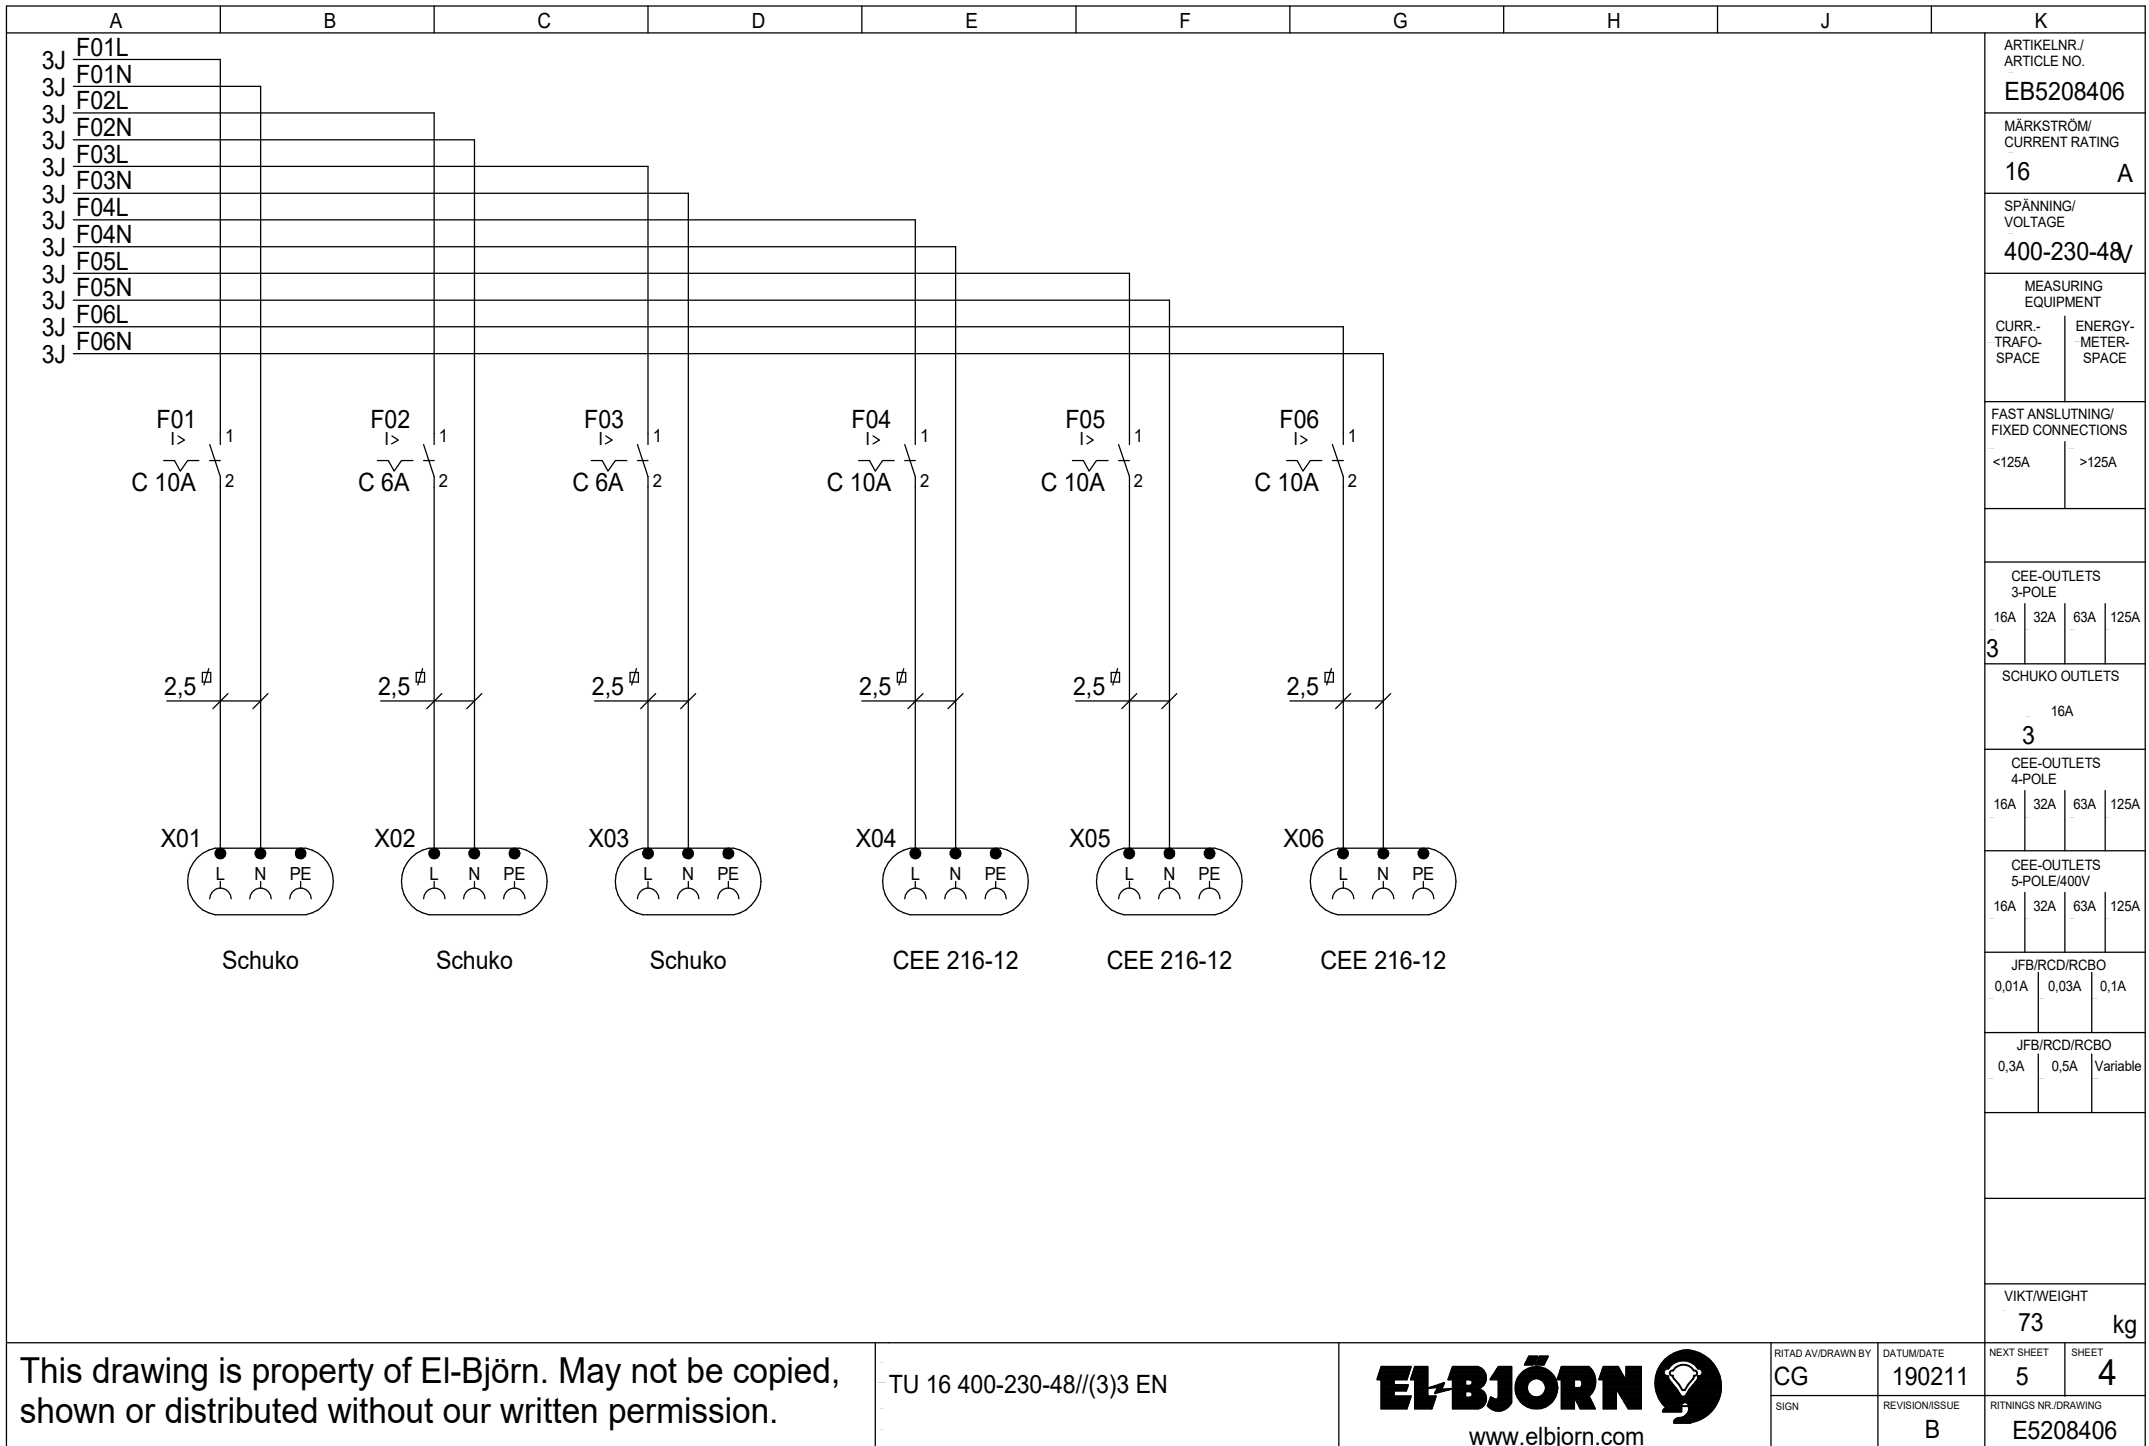 A B C D E F G H J K
3J F01L
3J F01N
3J F02L
3J F02N
3J F03L
3J F03N
3J F04L
3J F04N
3J F05L
3J F05N
3J F06L
3J F06N
F01 F02 F03 F04 F05 F06
I> I> I> I> I> I>
1 1 1 1 1 1
C 10A 2 C 6A 2 C 6A 2 C 10A 2 C 10A 2 C 10A 2
2,5 2,5 2,5 2,5 2,5 2,5
X01 X02 X03 X04 X05 X06
L N PE L N PE L N PE L N PE L N PE L N PE
Schuko Schuko Schuko CEE 216-12 CEE 216-12 CEE 216-12
ARTIKELNR./
ARTICLE NO.
EB5208406
MÄRKSTRÖM/
CURRENT RATING
16 A
SPÄNNING/
VOLTAGE
400-230-48V
MEASURING
EQUIPMENT
CURR.-
TRAFO-
SPACE
ENERGY-
METER-
SPACE
FAST ANSLUTNING/
FIXED CONNECTIONS
<125A >125A
CEE-OUTLETS
3-POLE
16A 32A 63A 125A
3
SCHUKO OUTLETS
16A
3
CEE-OUTLETS
4-POLE
16A 32A 63A 125A
CEE-OUTLETS
5-POLE/400V
16A 32A 63A 125A
JFB/RCD/RCBO
0,01A 0,03A 0,1A
JFB/RCD/RCBO
0,3A 0,5A Variable
VIKT/WEIGHT
73 kg
This drawing is property of El-Björn. May not be copied,
shown or distributed without our written permission.
TU 16 400-230-48//(3)3 EN
EL-BJÖRN
www.elbjorn.com
RITAD AV/DRAWN BY
CG
DATUM/DATE
190211
NEXT SHEET
5
SHEET
4
SIGN
REVISION/ISSUE
B
RITNINGS NR./DRAWING
E5208406